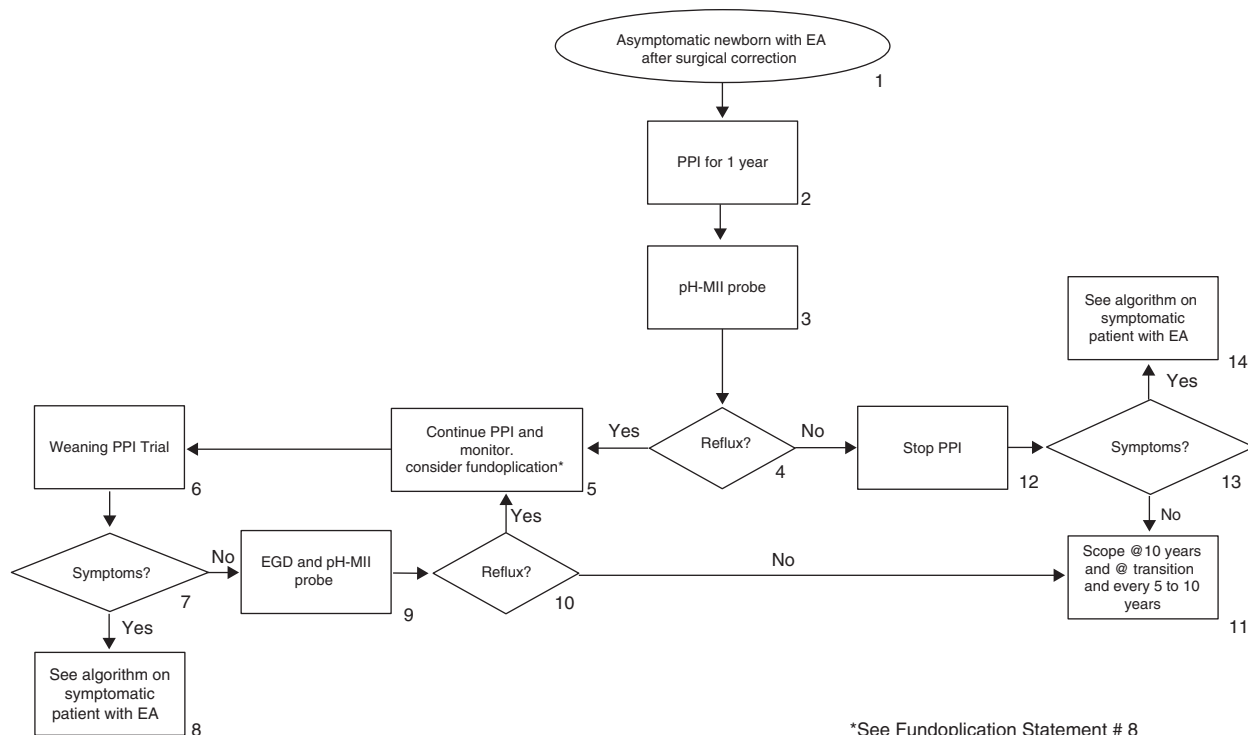 Asymptomatic newborn with EA
after surgical correction
1
PPI for 1 year
2
pH-MII probe
3
Reflux?
4
Yes
No
Continue PPI and
monitor.
consider fundoplication*
5
Weaning PPI Trial
6
Symptoms?
7
No
Yes
See algorithm on
symptomatic
patient with EA
8
EGD and pH-MII
probe
9
Reflux?
10
Yes
No
Scope @10 years
and @ transition
and every 5 to 10
years
11
Stop PPI
12
Symptoms?
13
Yes
No
See algorithm on
symptomatic
patient with EA
14
*See Fundoplication Statement # 8